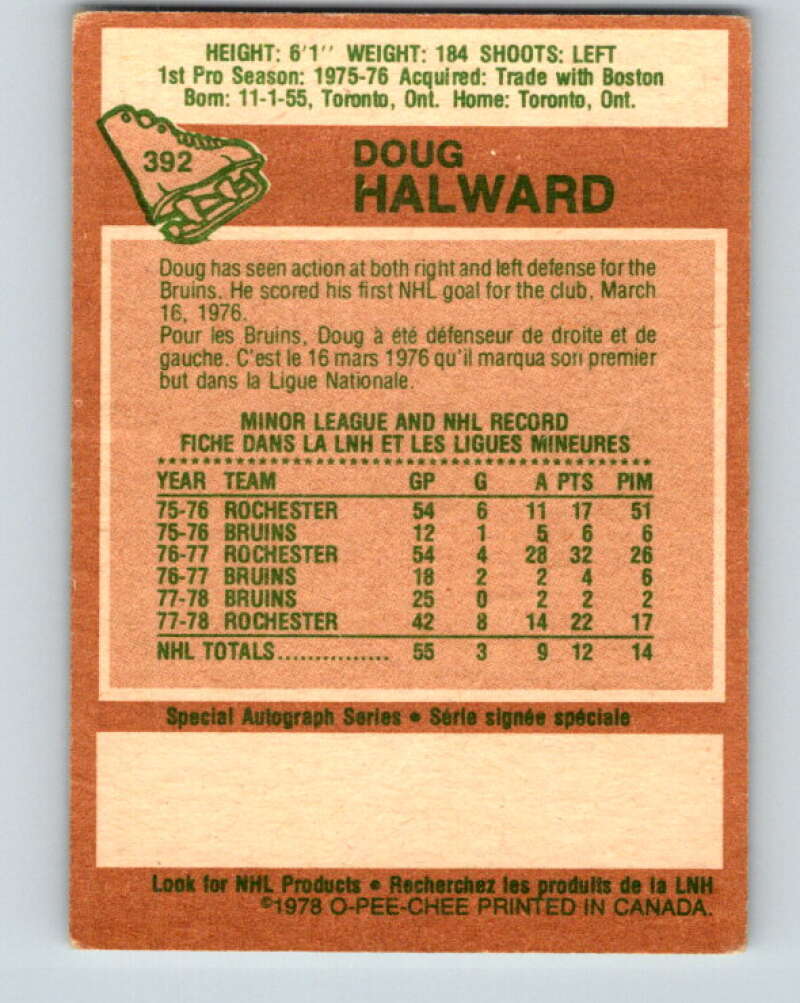 HEIGHT: 6'1'' WEIGHT: 184 SHOOTS: LEFT
1st Pro Season: 1975-76 Acquired: Trade with Boston
Born: 11-1-55, Toronto, Ont. Home: Toronto, Ont.
392
DOUG
HALWARD
Doug has seen action at both right and left defense for the
Bruins. He scored his first NHL goal for the club, March
16, 1976.
Pour les Bruins, Doug à été défenseur de droite et de
gauche. C'est le 16 mars 1976 qu'il marqua son premier
but dans la Ligue Nationale.
MINOR LEAGUE AND NHL RECORD
FICHE DANS LA LNH ET LES LIGUES MINEURES
YEAR TEAM GP G A PTS PIM
75-76 ROCHESTER 54 6 11 17 51
75-76 BRUINS 12 1 5 6 6
76-77 ROCHESTER 54 4 28 32 26
76-77 BRUINS 18 2 2 4 6
77-78 BRUINS 25 0 2 2 2
77-78 ROCHESTER 42 8 14 22 17
NHL TOTALS............... 55 3 9 12 14
Special Autograph Series • Série signée spéciale
Look for NHL Products • Recherchez les produits de la LNH
©1978 O-PEE-CHEE PRINTED IN CANADA.